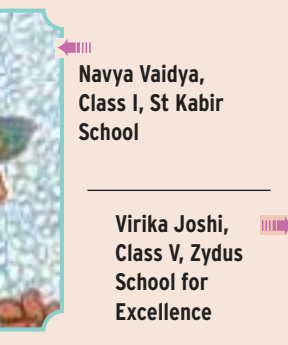 Navya Vaidya,
Class I, St Kabir
School
Virika Joshi,
Class V, Zydus
School for
Excellence